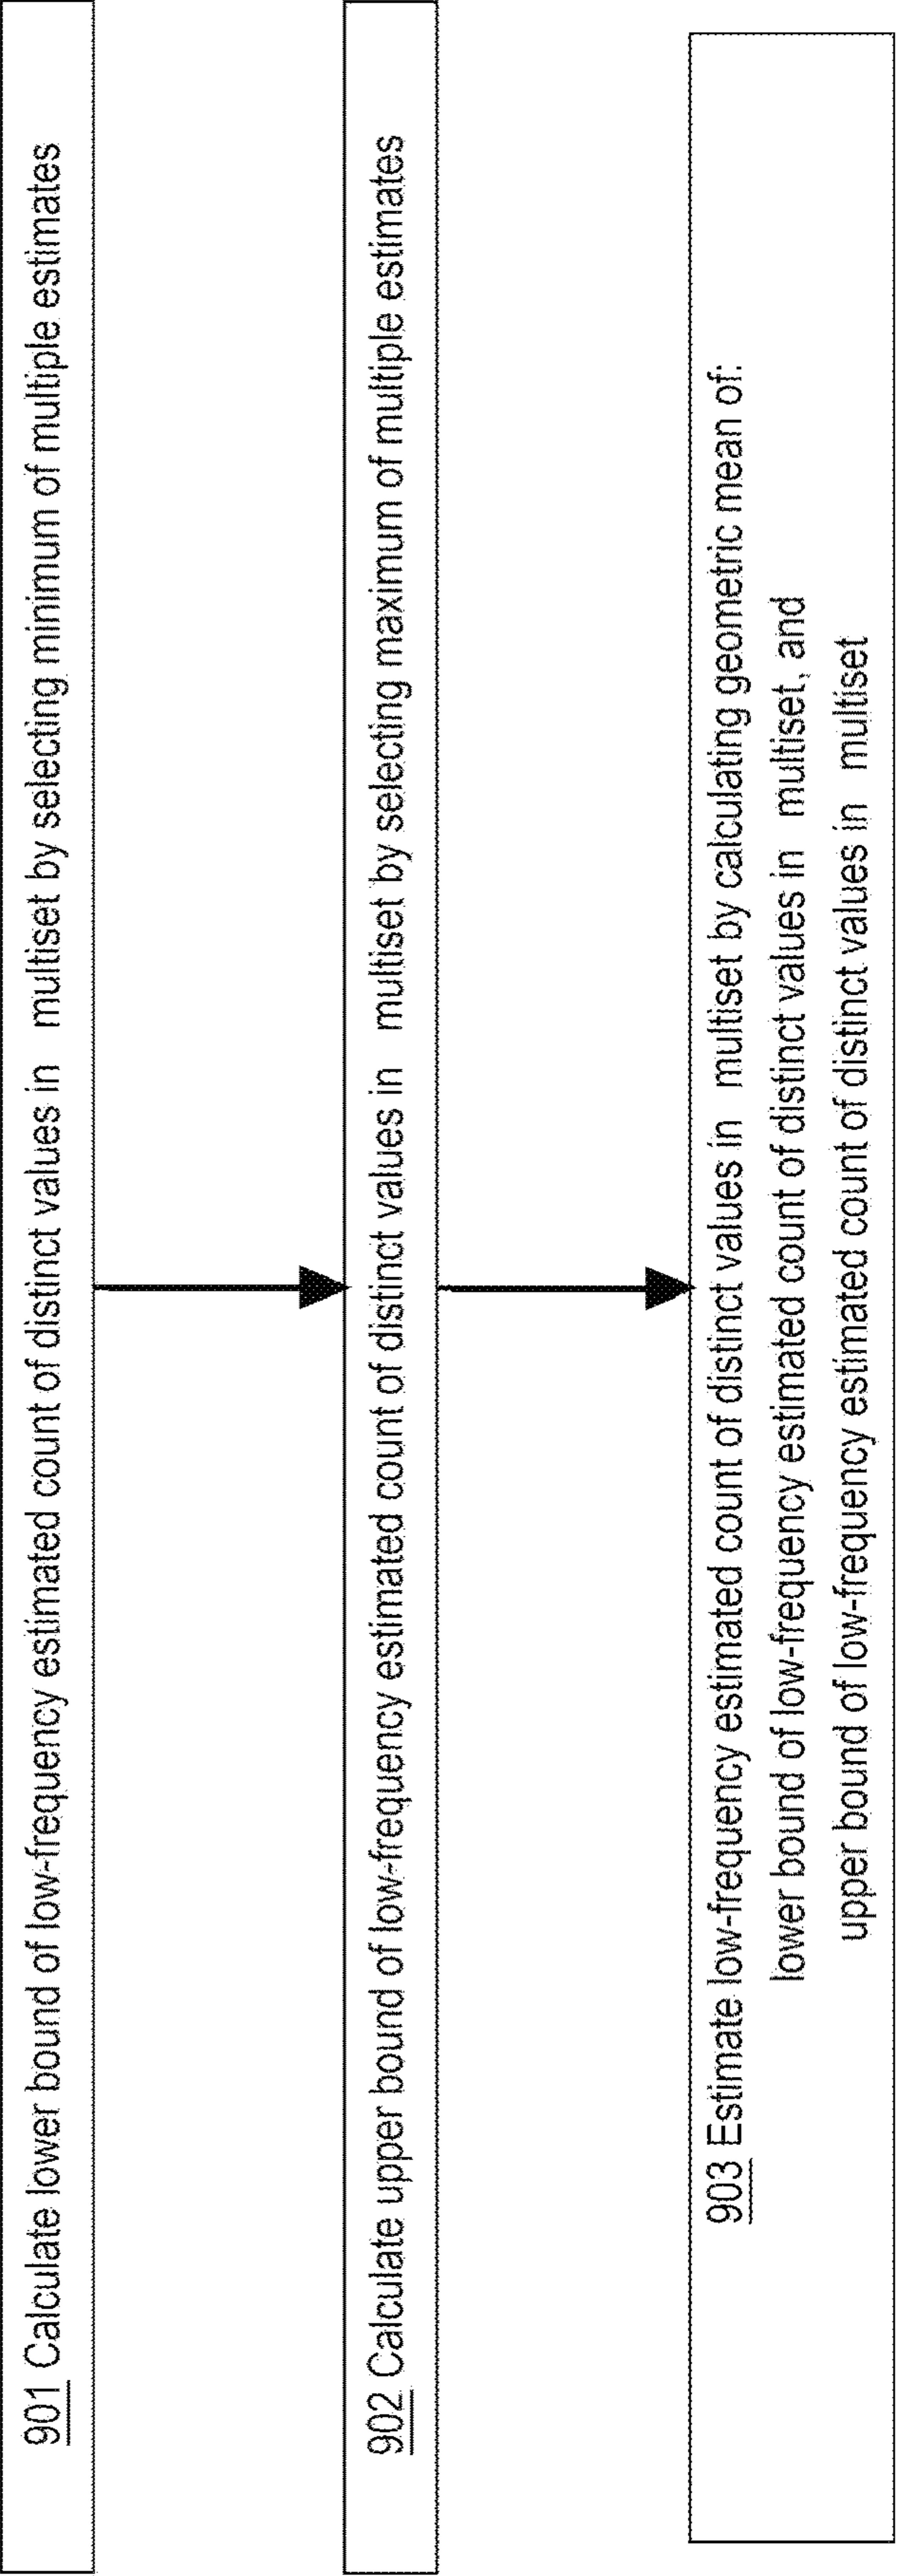 901 Calculate lower bound of low-frequency estimated count of distinct values in multiset by selecting minimum of multiple estimates
902 Calculate upper bound of low-frequency estimated count of distinct values in multiset by selecting maximum of multiple estimates
903 Estimate low-frequency estimated count of distinct values in multiset by calculating geometric mean of:
lower bound of low-frequency estimated count of distinct values in multiset, and
upper bound of low-frequency estimated count of distinct values in multiset